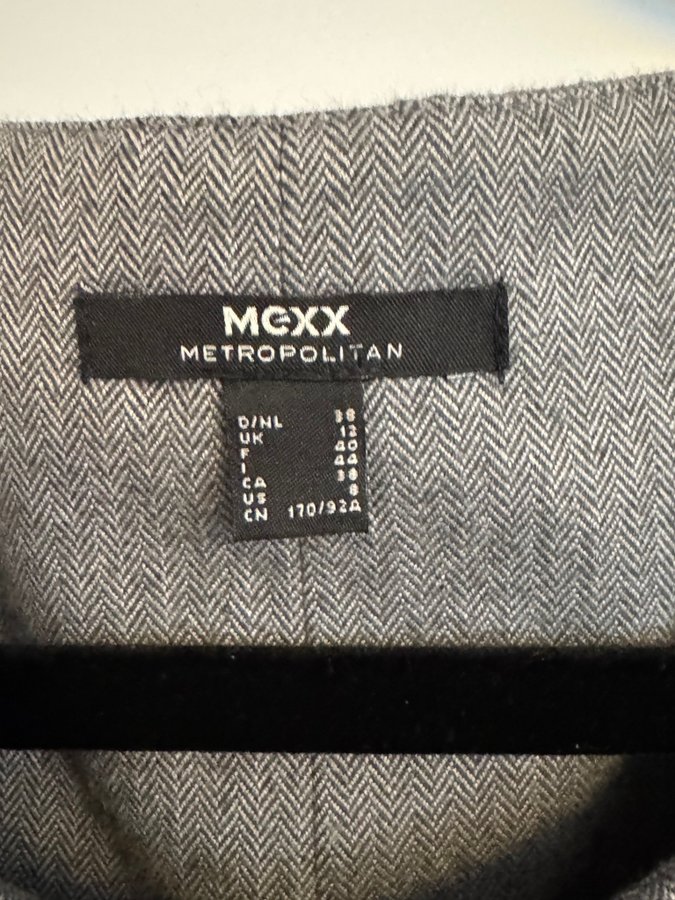 MEXX
METROPOLITAN
D/NL 38
UK 12
F 40
I 44
CA 38
US 8
CN 170/92A